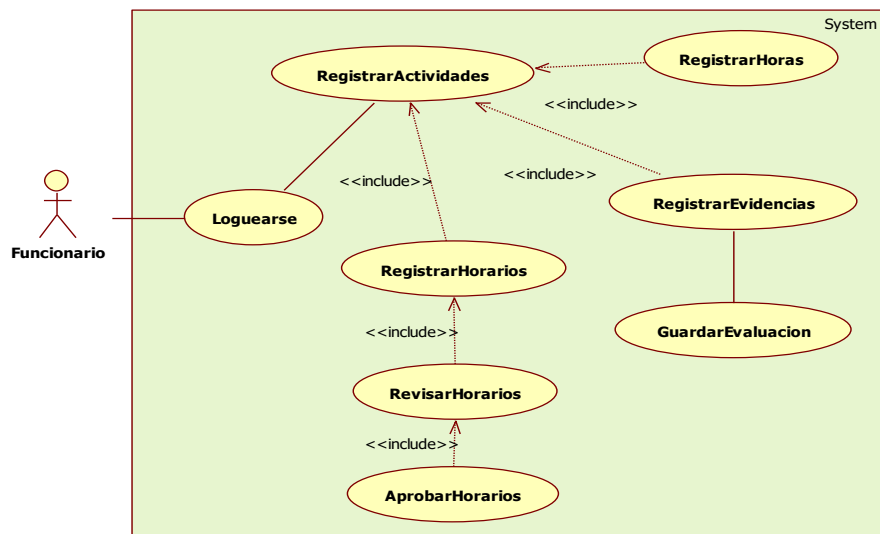 System
RegistrarHoras
RegistrarActividades
<<include>>
<<include>>
<<include>>
RegistrarEvidencias
Loguearse
Funcionario
RegistrarHorarios
<<include>>
GuardarEvaluacion
RevisarHorarios
<<include>>
AprobarHorarios